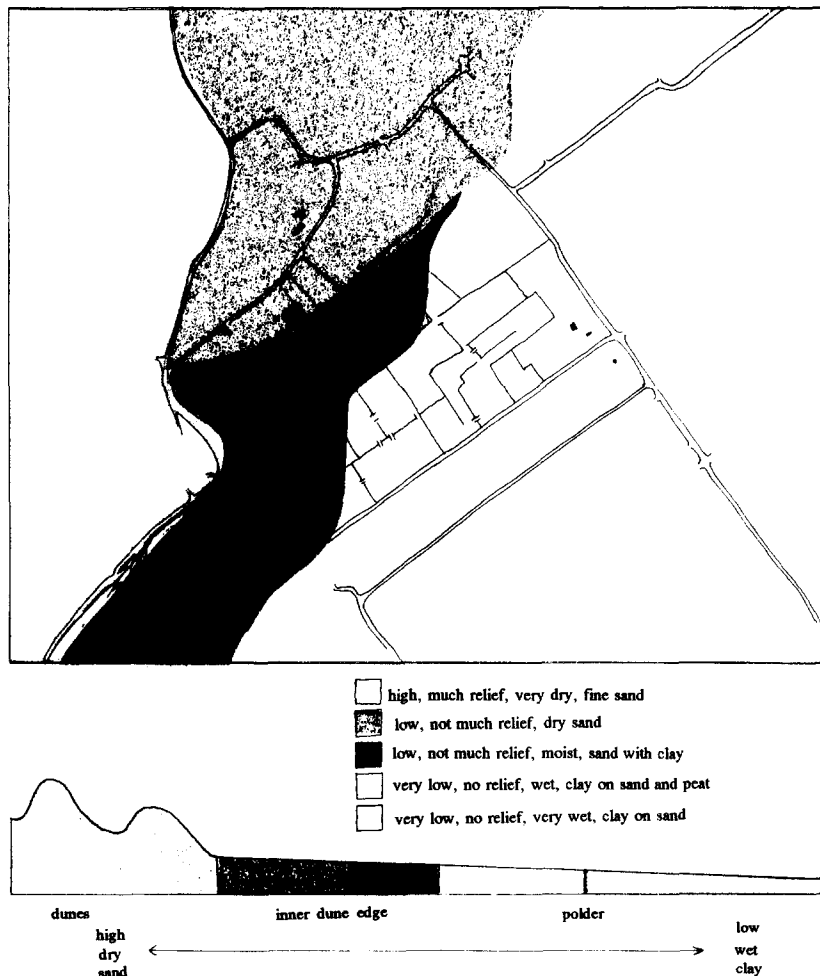 high, much relief, very dry, fine sand
low, not much relief, dry sand
low, not much relief, moist, sand with clay
very low, no relief, wet, clay on sand and peat
very low, no relief, very wet, clay on sand
dunes inner dune edge polder
high low
dry wet
sand clay